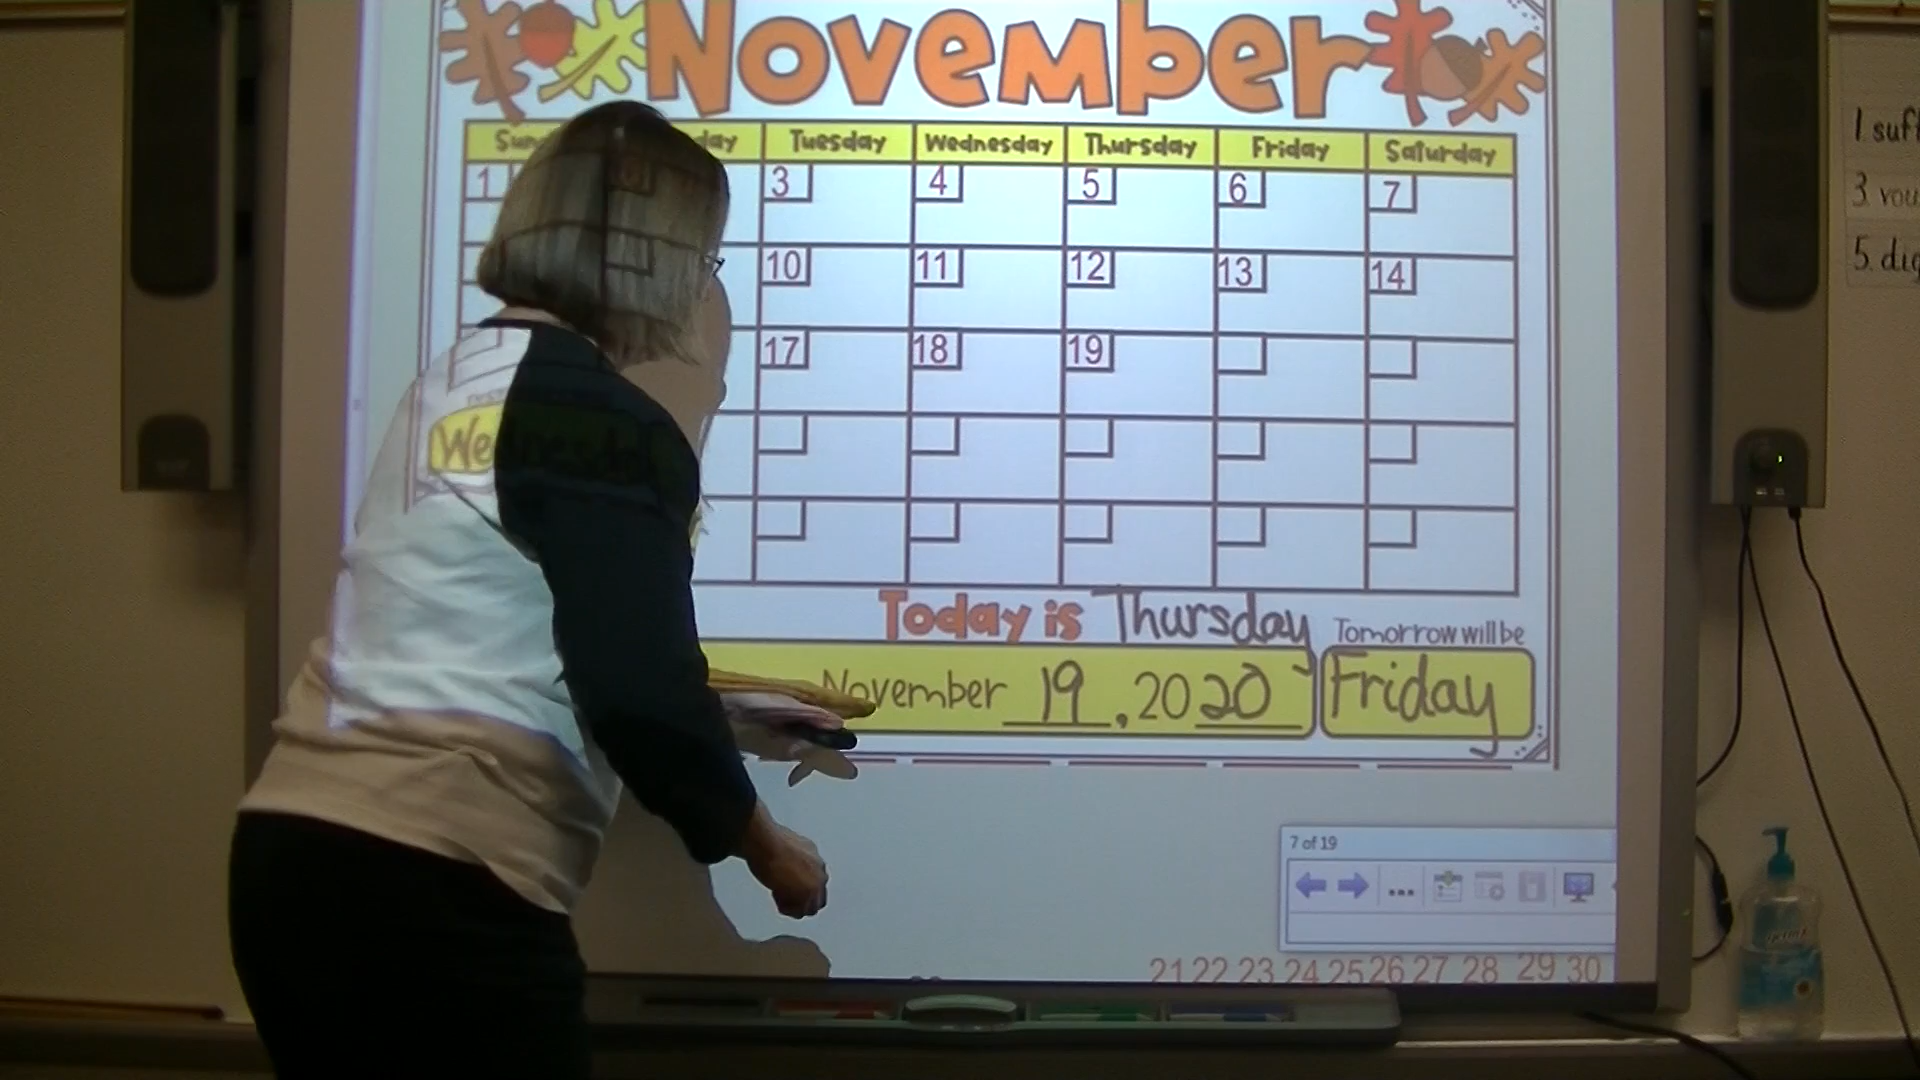 November
Tuesday Wednesday Thursday Friday Saturday
1 3 4 5 6 7
10 11 12 13 14
17 18 19
Wednesday
Today is Thursday
Tomorrow will be
November 19, 2020
Friday
7 of 19
...
21 22 23 24 25 26 27 28 29 30
1. suf
3. you
5. dig